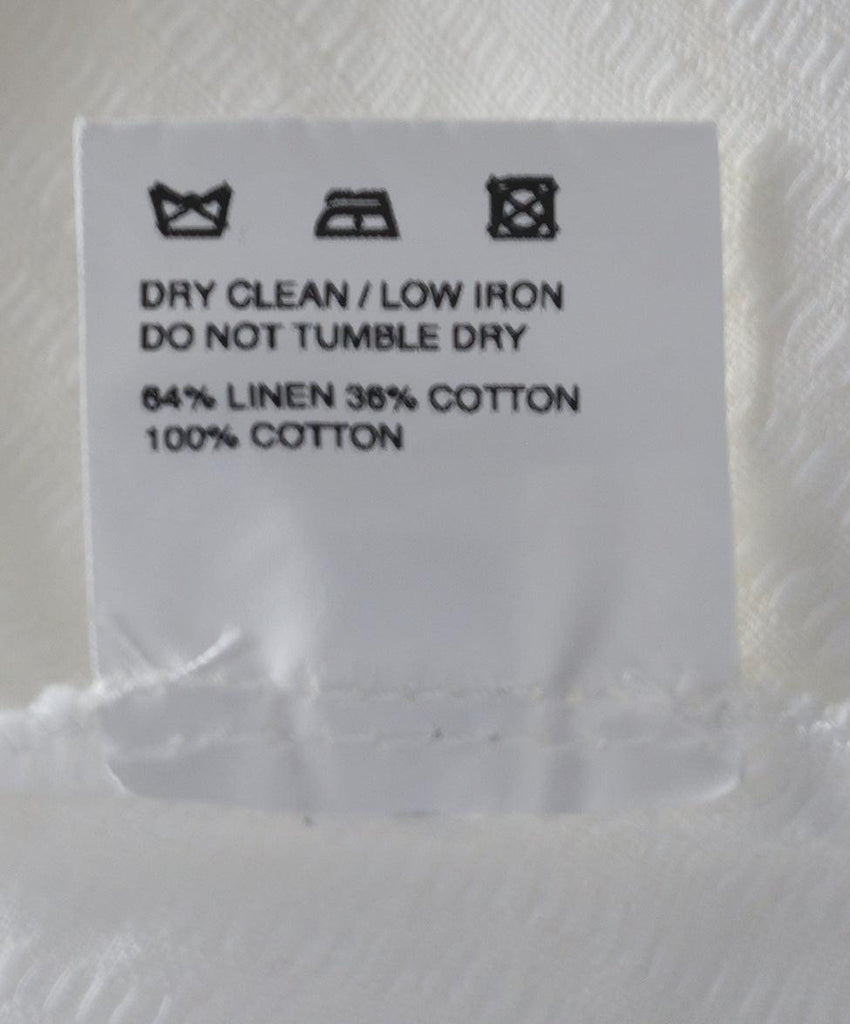 DRY CLEAN / LOW IRON
DO NOT TUMBLE DRY
64% LINEN 36% COTTON
100% COTTON